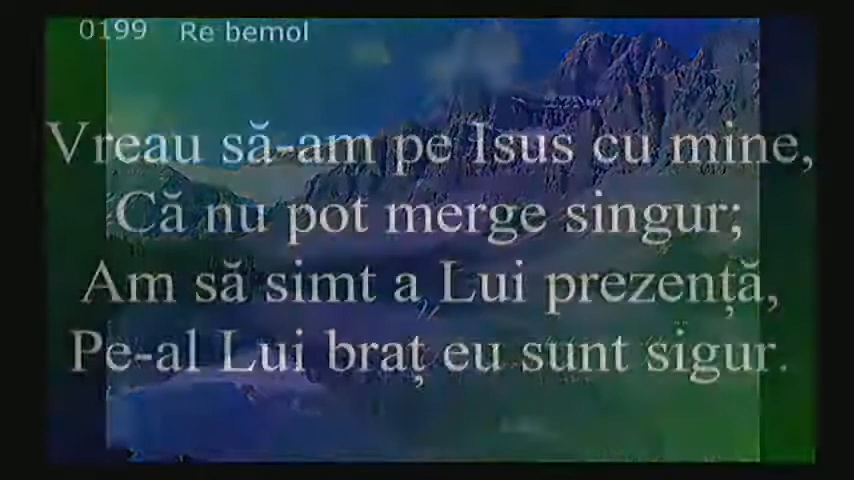 0199 Re bemol
Vreau să-am pe Isus cu mine,
Că nu pot merge singur;
Am să simt a Lui prezență,
Pe-al Lui braț eu sunt sigur.